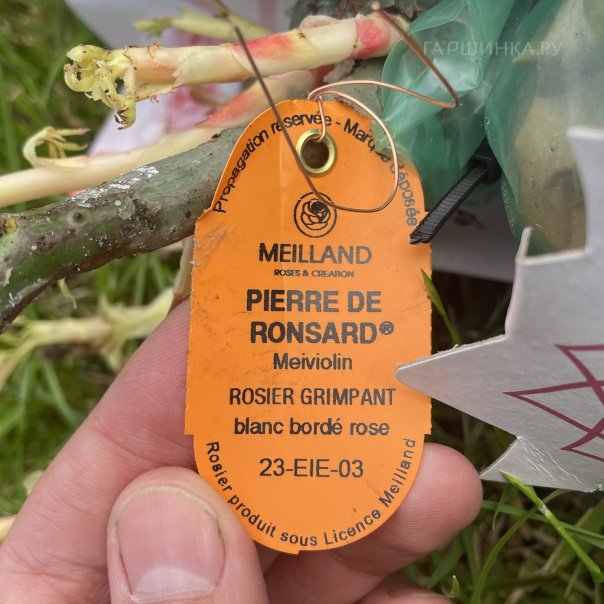 ГАРШИНКА.РУ
Propagation réservée - Marque déposée
MEILLAND
ROSES & CREATION
PIERRE DE
RONSARD®
Meiviolin
ROSIER GRIMPANT
blanc bordé rose
23-EIE-03
Rosier produit sous Licence Meilland